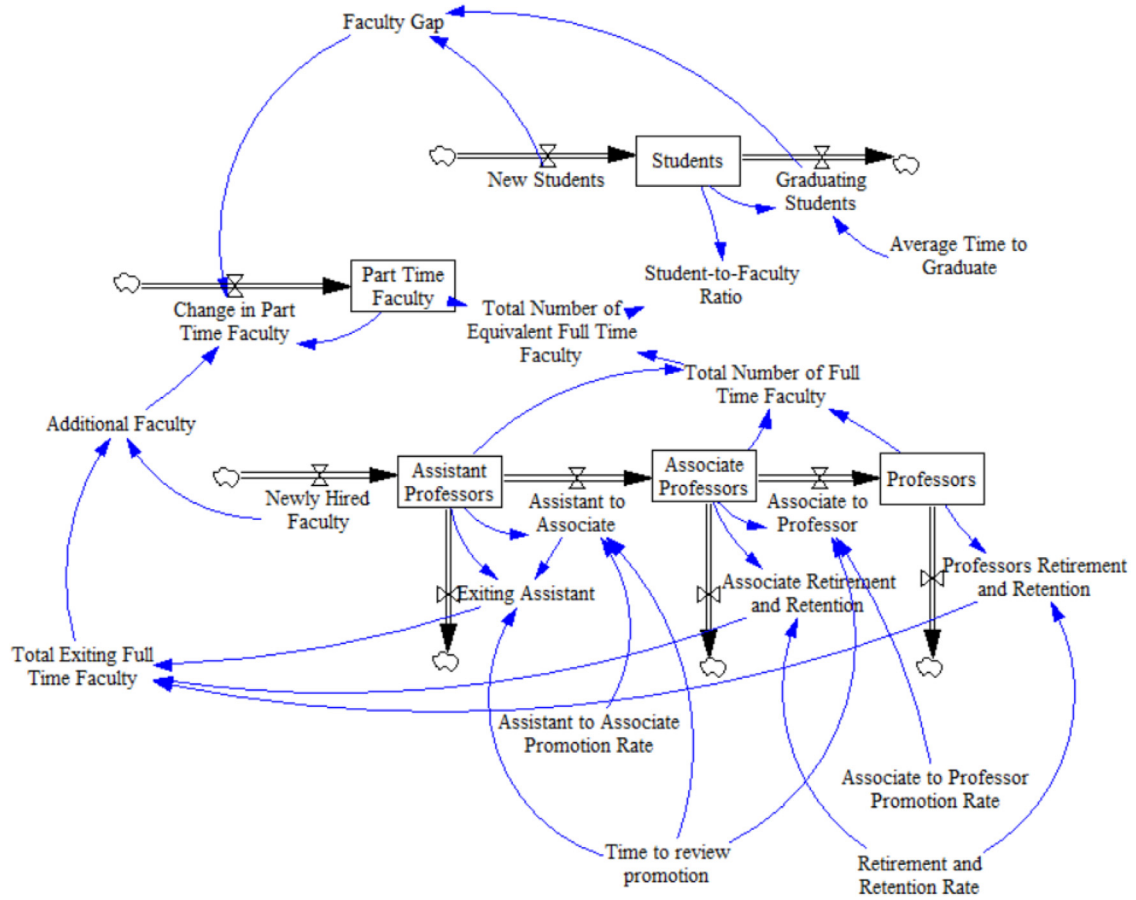 Faculty Gap
Students
New Students
Graduating
Students
Average Time to
Graduate
Student-to-Faculty
Ratio
Part Time
Faculty
Change in Part
Time Faculty
Total Number of
Equivalent Full Time
Faculty
Total Number of Full
Time Faculty
Additional Faculty
Assistant
Professors
Associate
Professors
Professors
Newly Hired
Faculty
Assistant to
Associate
Associate to
Professor
Exiting Assistant
Associate Retirement
and Retention
Professors Retirement
and Retention
Total Exiting Full
Time Faculty
Assistant to Associate
Promotion Rate
Associate to Professor
Promotion Rate
Time to review
promotion
Retirement and
Retention Rate